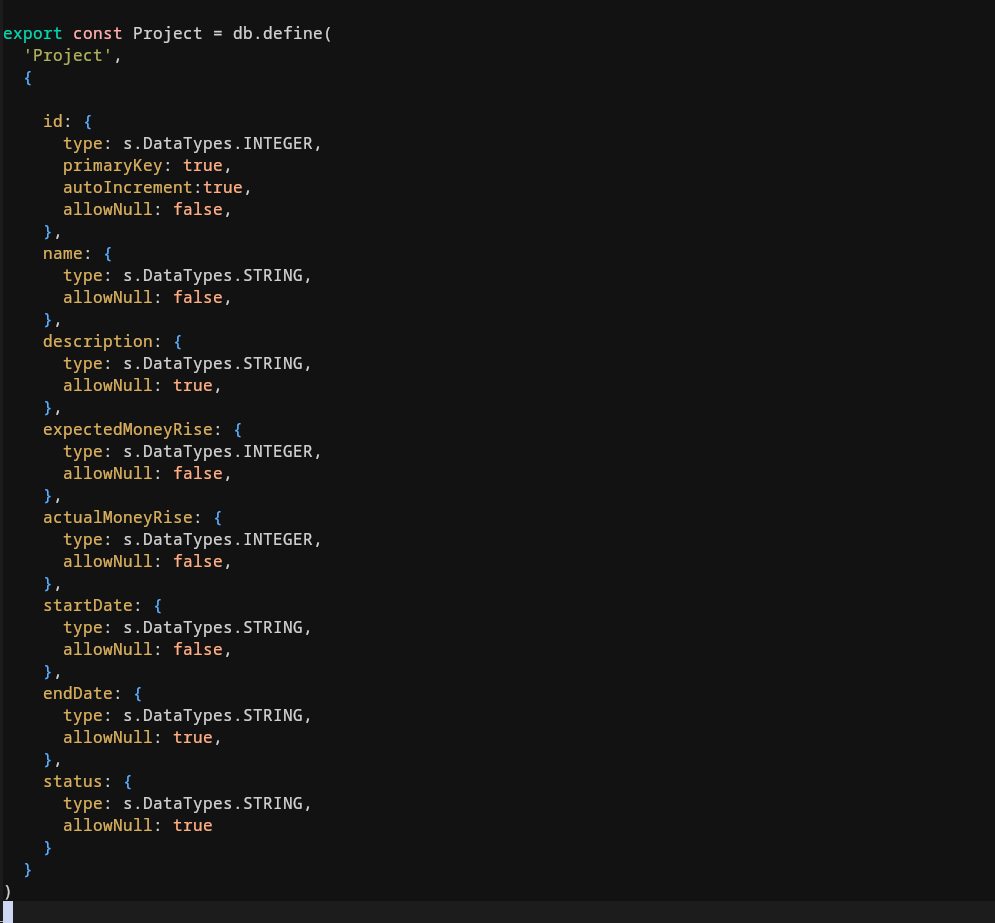 export const Project = db.define(
  'Project',
  {
    id: {
      type: s.DataTypes.INTEGER,
      primaryKey: true,
      autoIncrement:true,
      allowNull: false,
    },
    name: {
      type: s.DataTypes.STRING,
      allowNull: false,
    },
    description: {
      type: s.DataTypes.STRING,
      allowNull: true,
    },
    expectedMoneyRise: {
      type: s.DataTypes.INTEGER,
      allowNull: false,
    },
    actualMoneyRise: {
      type: s.DataTypes.INTEGER,
      allowNull: false,
    },
    startDate: {
      type: s.DataTypes.STRING,
      allowNull: false,
    },
    endDate: {
      type: s.DataTypes.STRING,
      allowNull: true,
    },
    status: {
      type: s.DataTypes.STRING,
      allowNull: true
    }
  }
)